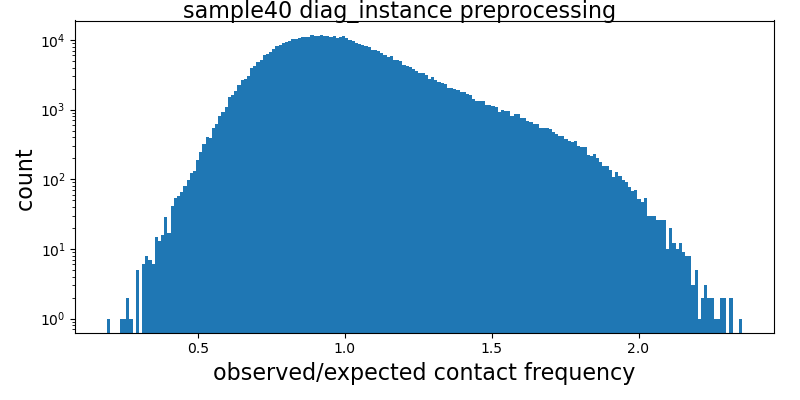 sample40 diag_instance preprocessing
10⁴
10³
10²
10¹
10⁰
count
0.5 1.0 1.5 2.0
observed/expected contact frequency